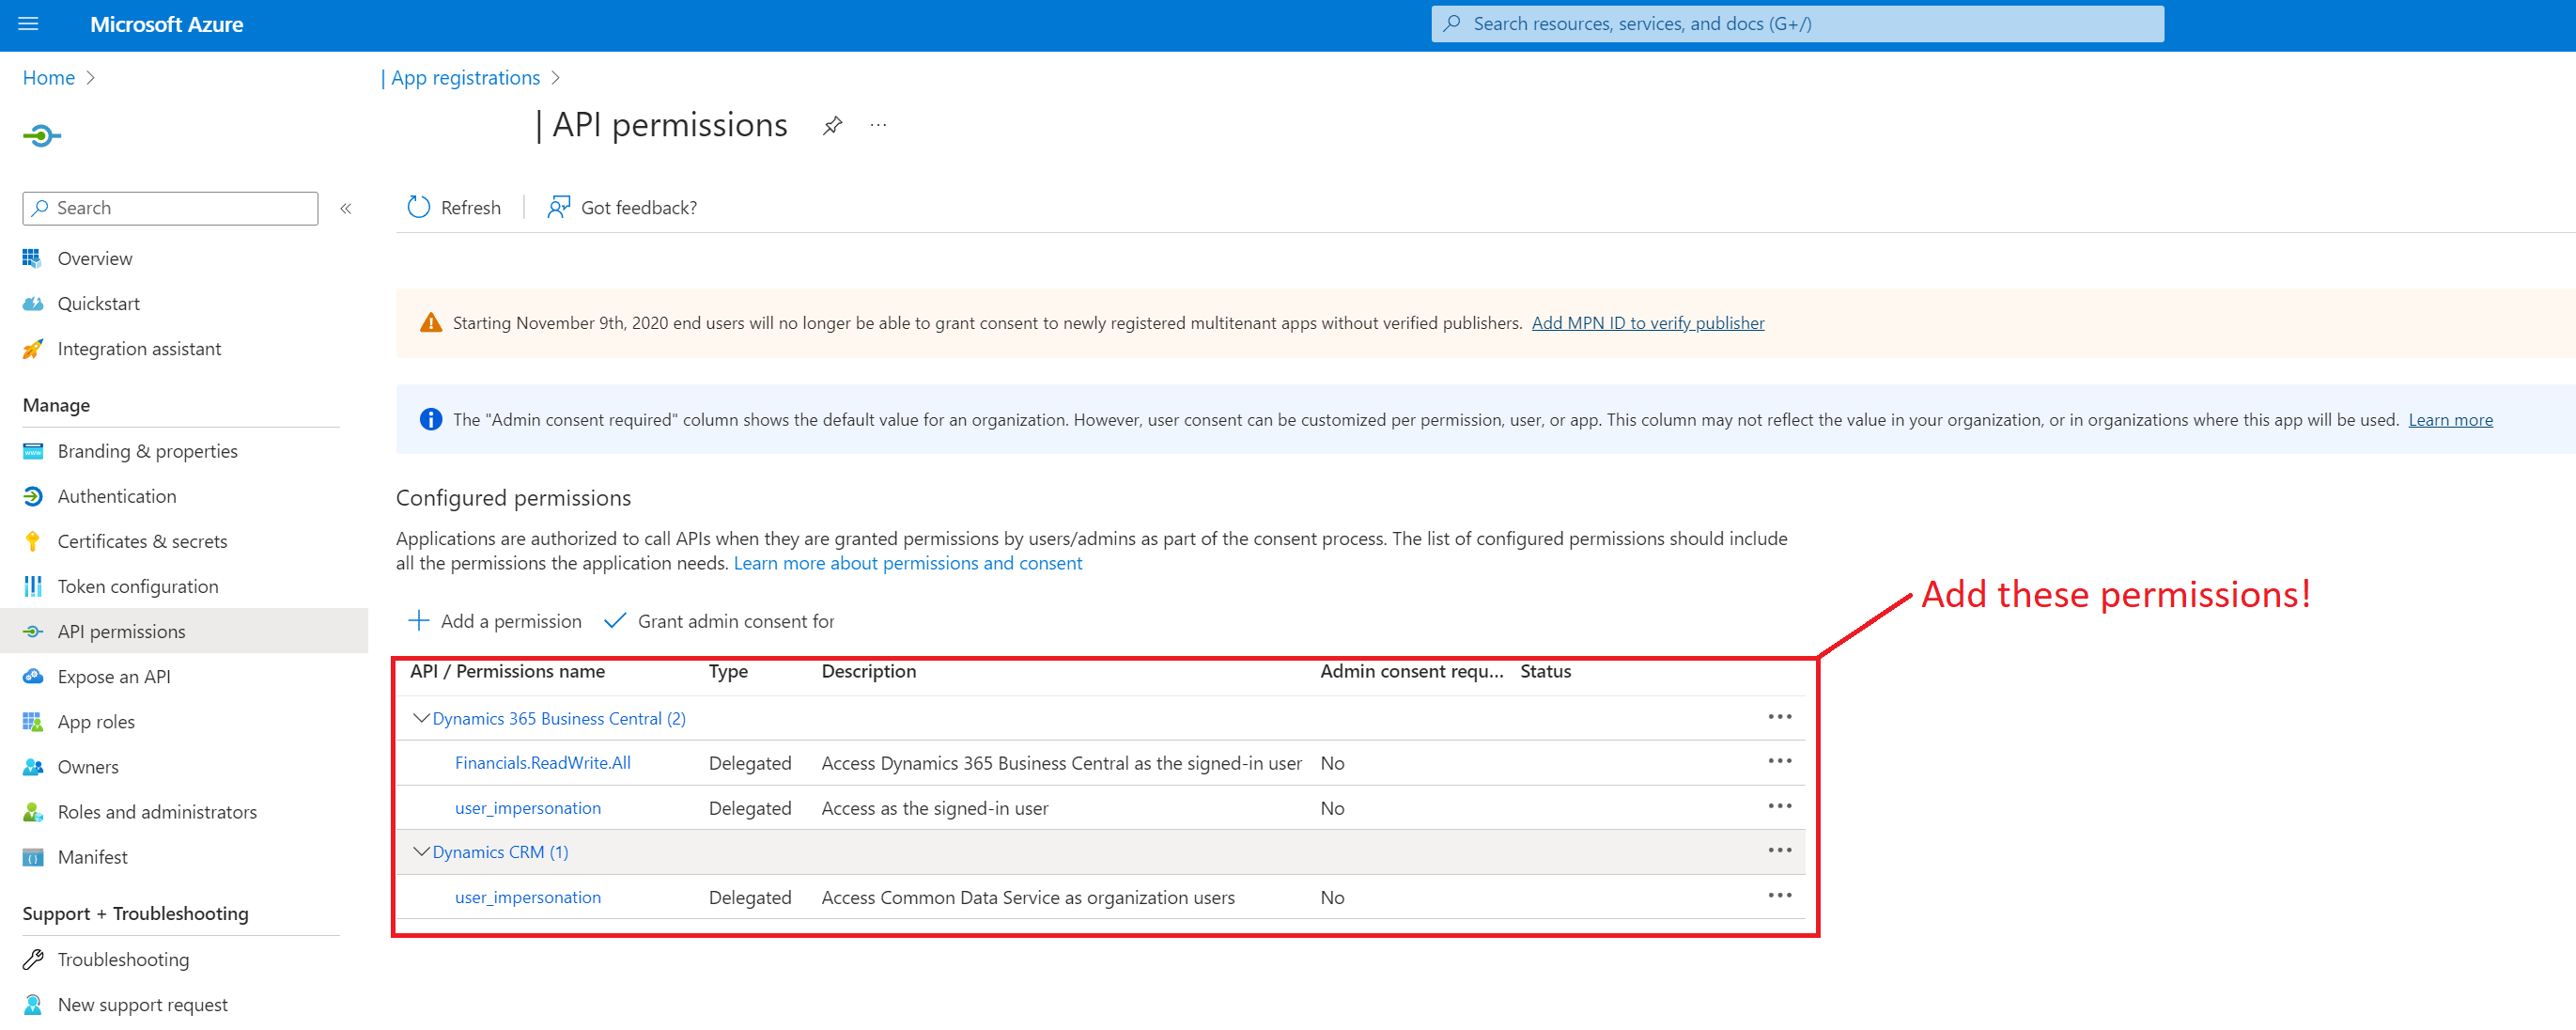 Microsoft Azure
Search resources, services, and docs (G+/)
Home
| App registrations
| API permissions
Search
Refresh
Got feedback?
Overview
Quickstart
Integration assistant
Starting November 9th, 2020 end users will no longer be able to grant consent to newly registered multitenant apps without verified publishers. Add MPN ID to verify publisher
Manage
Branding & properties
Authentication
Certificates & secrets
Token configuration
API permissions
Expose an API
App roles
Owners
Roles and administrators
Manifest
Support + Troubleshooting
Troubleshooting
New support request
The "Admin consent required" column shows the default value for an organization. However, user consent can be customized per permission, user, or app. This column may not reflect the value in your organization, or in organizations where this app will be used. Learn more
Configured permissions
Applications are authorized to call APIs when they are granted permissions by users/admins as part of the consent process. The list of configured permissions should include
all the permissions the application needs. Learn more about permissions and consent
Add these permissions!
Add a permission
Grant admin consent for
API / Permissions name Type Description Admin consent requ... Status
Dynamics 365 Business Central (2)
Financials.ReadWrite.All Delegated Access Dynamics 365 Business Central as the signed-in user No
user_impersonation Delegated Access as the signed-in user No
Dynamics CRM (1)
user_impersonation Delegated Access Common Data Service as organization users No